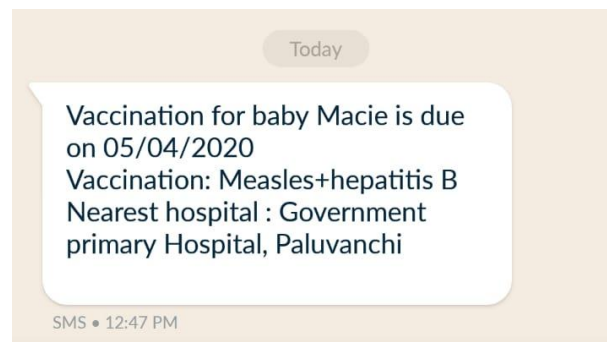 Today
Vaccination for baby Macie is due
on 05/04/2020
Vaccination: Measles+hepatitis B
Nearest hospital : Government
primary Hospital, Paluvanchi
SMS • 12:47 PM